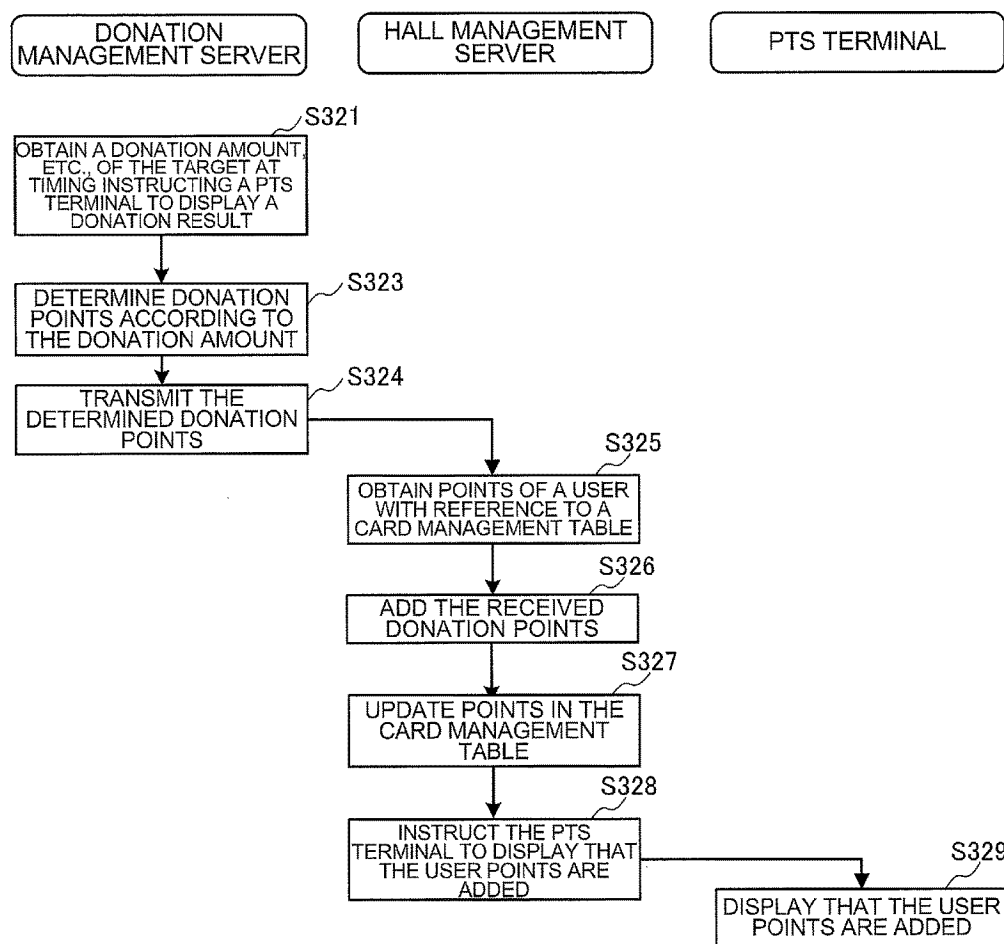 DONATION
MANAGEMENT SERVER
HALL MANAGEMENT
SERVER
PTS TERMINAL
S321
OBTAIN A DONATION AMOUNT,
ETC., OF THE TARGET AT
TIMING INSTRUCTING A PTS
TERMINAL TO DISPLAY A
DONATION RESULT
S323
DETERMINE DONATION
POINTS ACCORDING TO
THE DONATION AMOUNT
S324
TRANSMIT THE
DETERMINED DONATION
POINTS
S325
OBTAIN POINTS OF A USER
WITH REFERENCE TO A
CARD MANAGEMENT TABLE
S326
ADD THE RECEIVED
DONATION POINTS
S327
UPDATE POINTS IN THE
CARD MANAGEMENT
TABLE
S328
INSTRUCT THE PTS
TERMINAL TO DISPLAY THAT
THE USER POINTS ARE
ADDED
S329
DISPLAY THAT THE USER
POINTS ARE ADDED